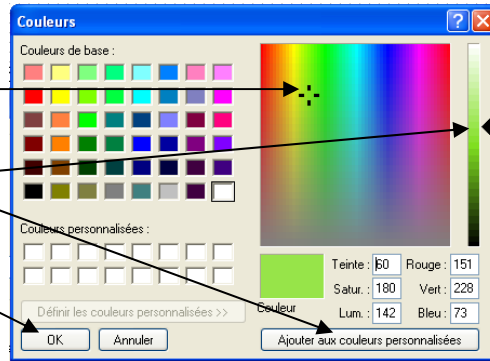 Couleurs
Couleurs de base :
Couleurs personnalisées :
Définir les couleurs personnalisées >>
OK
Annuler
Couleur
Teinte : 60
Rouge : 151
Satur. : 180
Vert : 228
Lum. : 142
Bleu : 73
Ajouter aux couleurs personnalisées